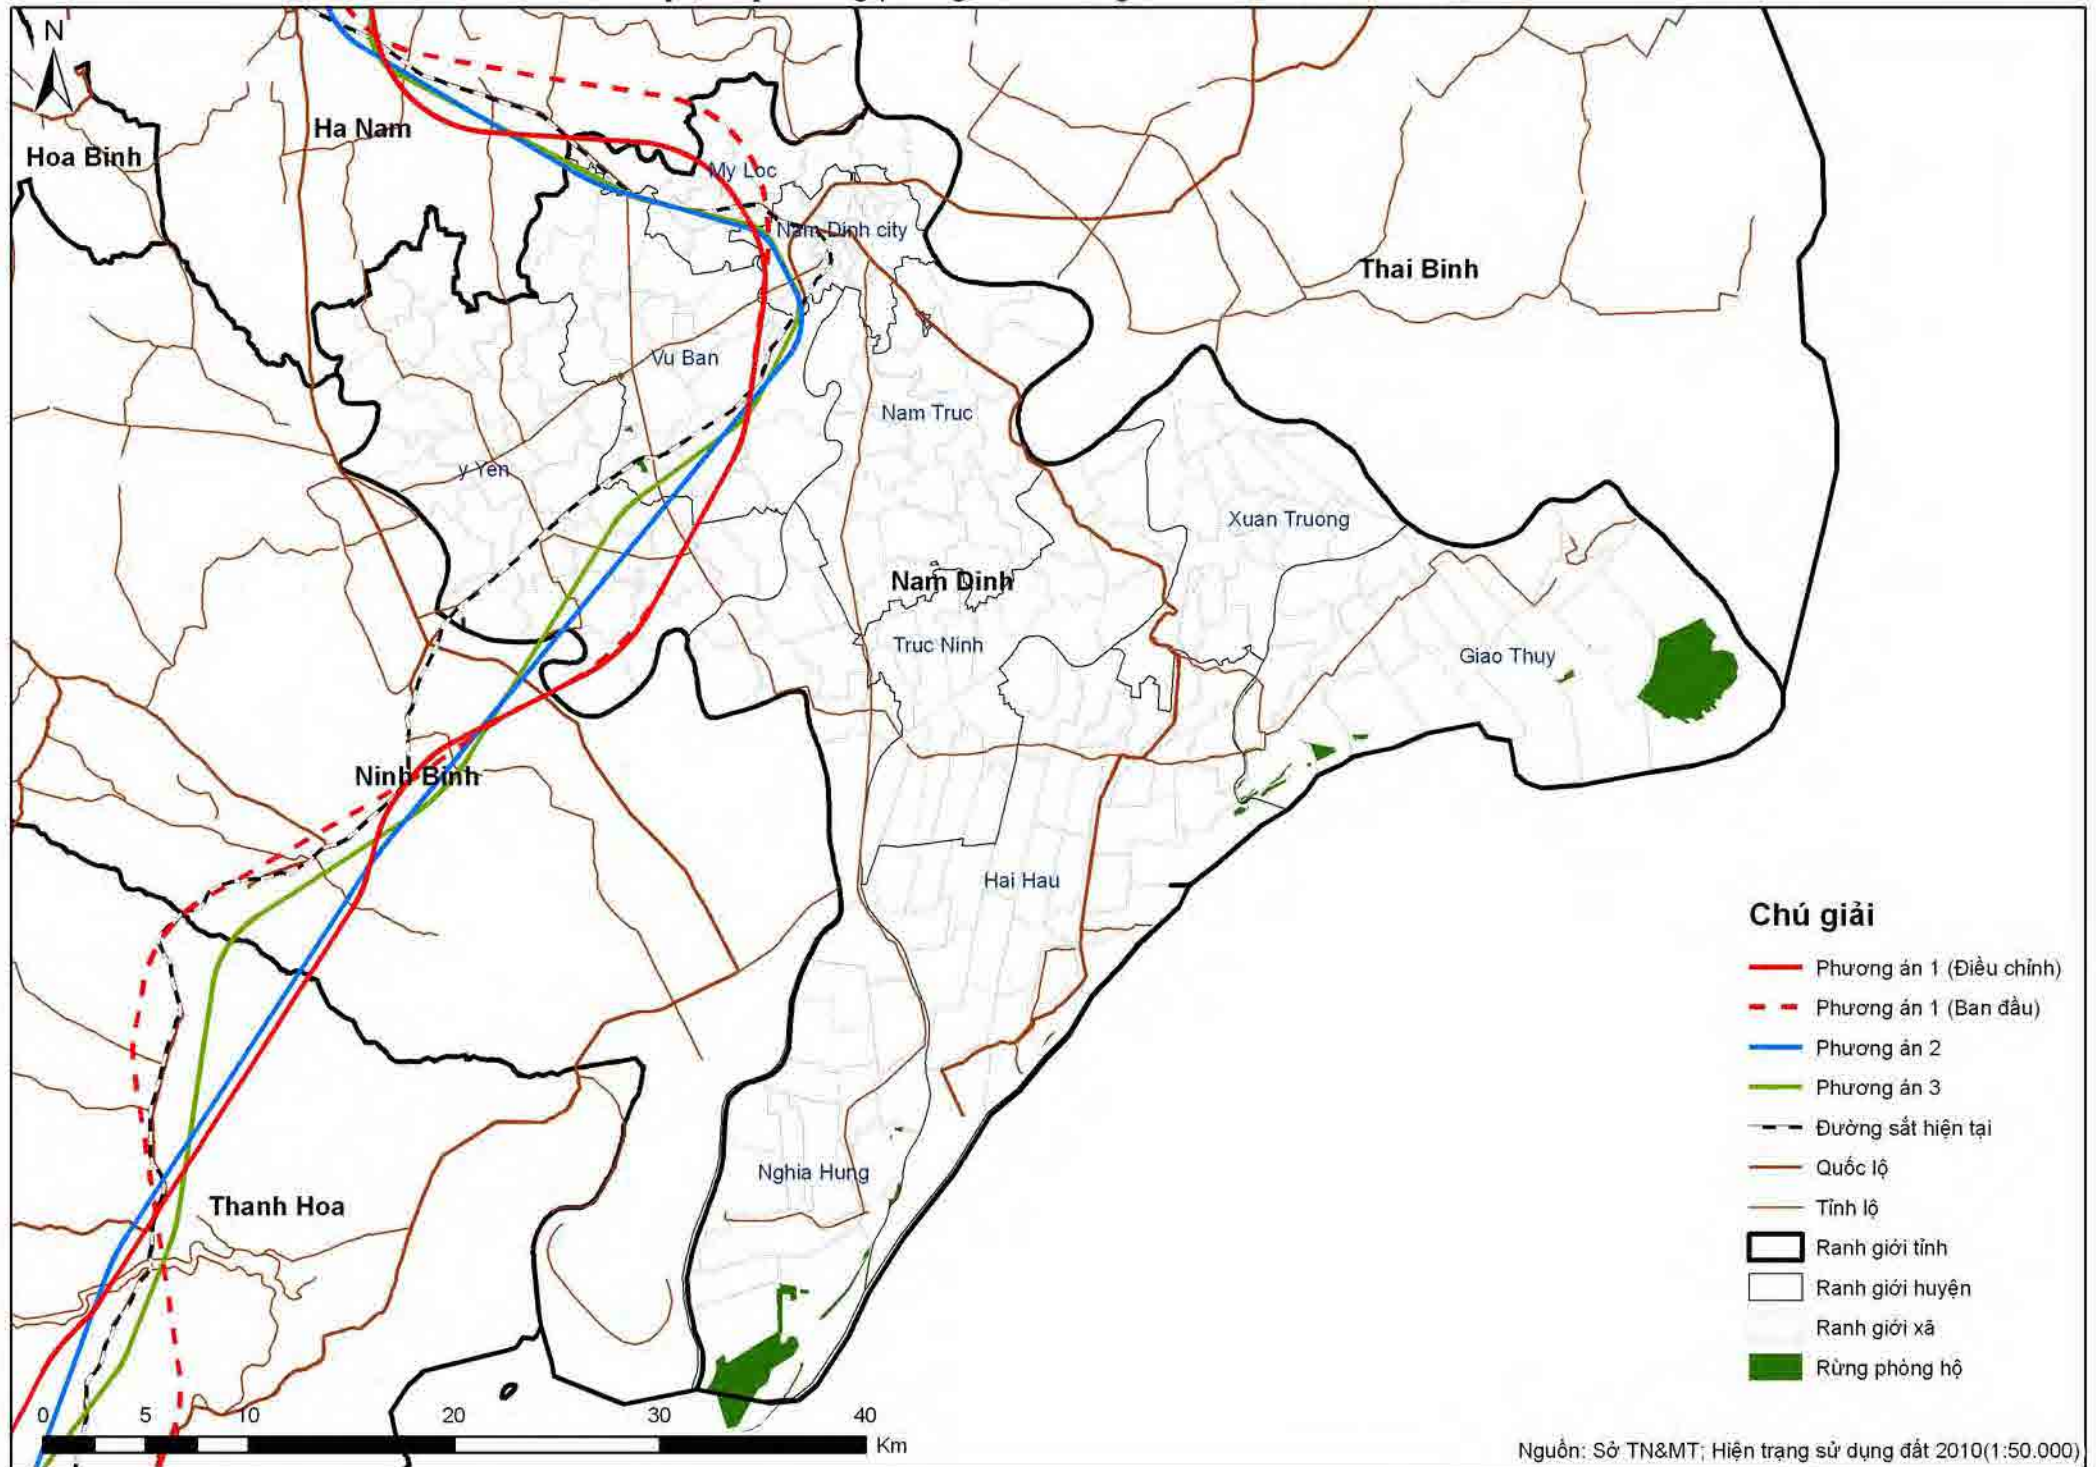 N
Ha Nam
Hoa Binh
My Loc
Nam Dinh city
Thai Binh
Vu Ban
Nam Truc
y Yen
Xuan Truong
Nam Dinh
Truc Ninh
Giao Thuy
Ninh Binh
Hai Hau
Nghia Hung
Thanh Hoa
Chú giải
Phương án 1 (Điều chỉnh)
Phương án 1 (Ban đầu)
Phương án 2
Phương án 3
Đường sắt hiện tại
Quốc lộ
Tỉnh lộ
Ranh giới tỉnh
Ranh giới huyện
Ranh giới xã
Rừng phòng hộ
0 5 10 20 30 40
Km
Nguồn: Sở TN&MT; Hiện trạng sử dụng đất 2010(1:50.000)